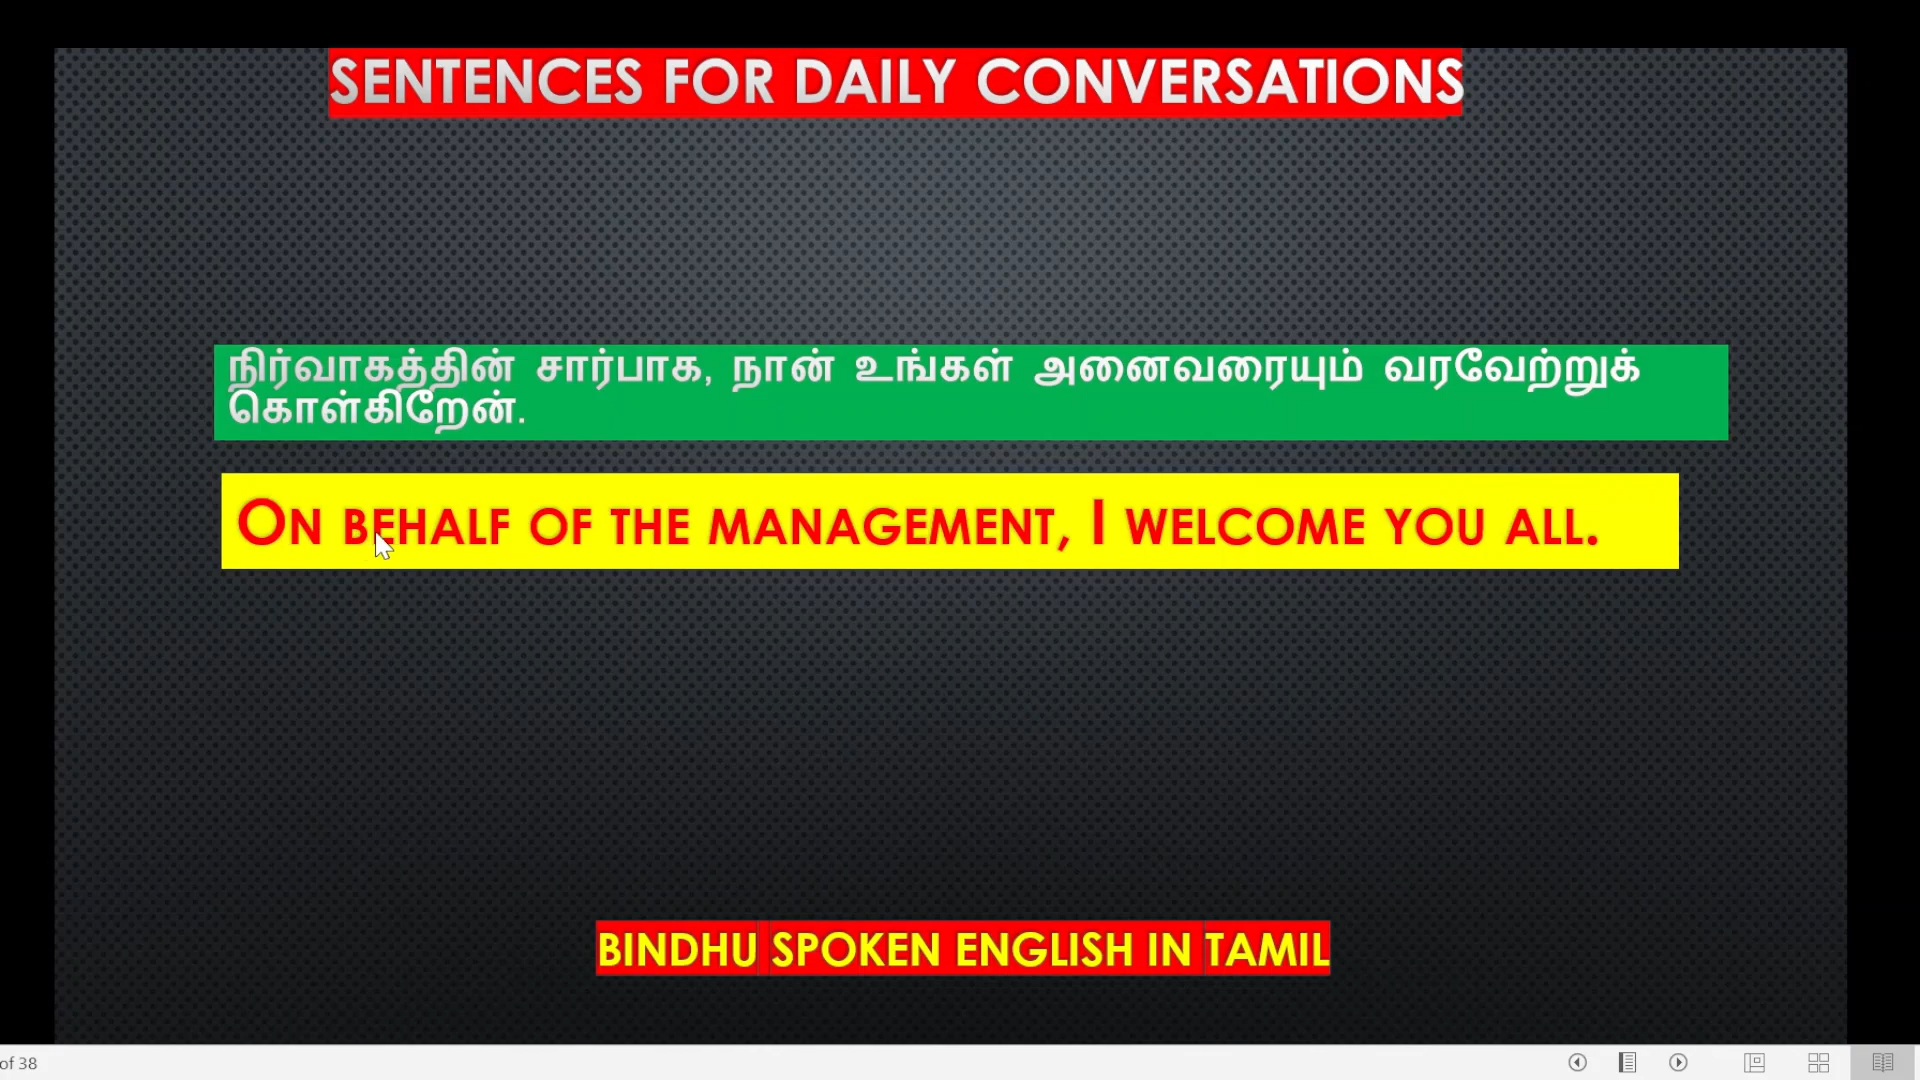 SENTENCES FOR DAILY CONVERSATIONS
நிர்வாகத்தின் சார்பாக, நான் உங்கள் அனைவரையும் வரவேற்றுக்
கொள்கிறேன்.
ON BEHALF OF THE MANAGEMENT, I WELCOME YOU ALL.
BINDHU SPOKEN ENGLISH IN TAMIL
of 38